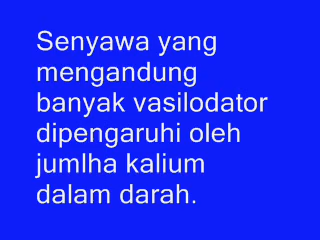 Senyawa yang
mengandung
banyak vasilodator
dipengaruhi oleh
jumlha kalium
dalam darah.